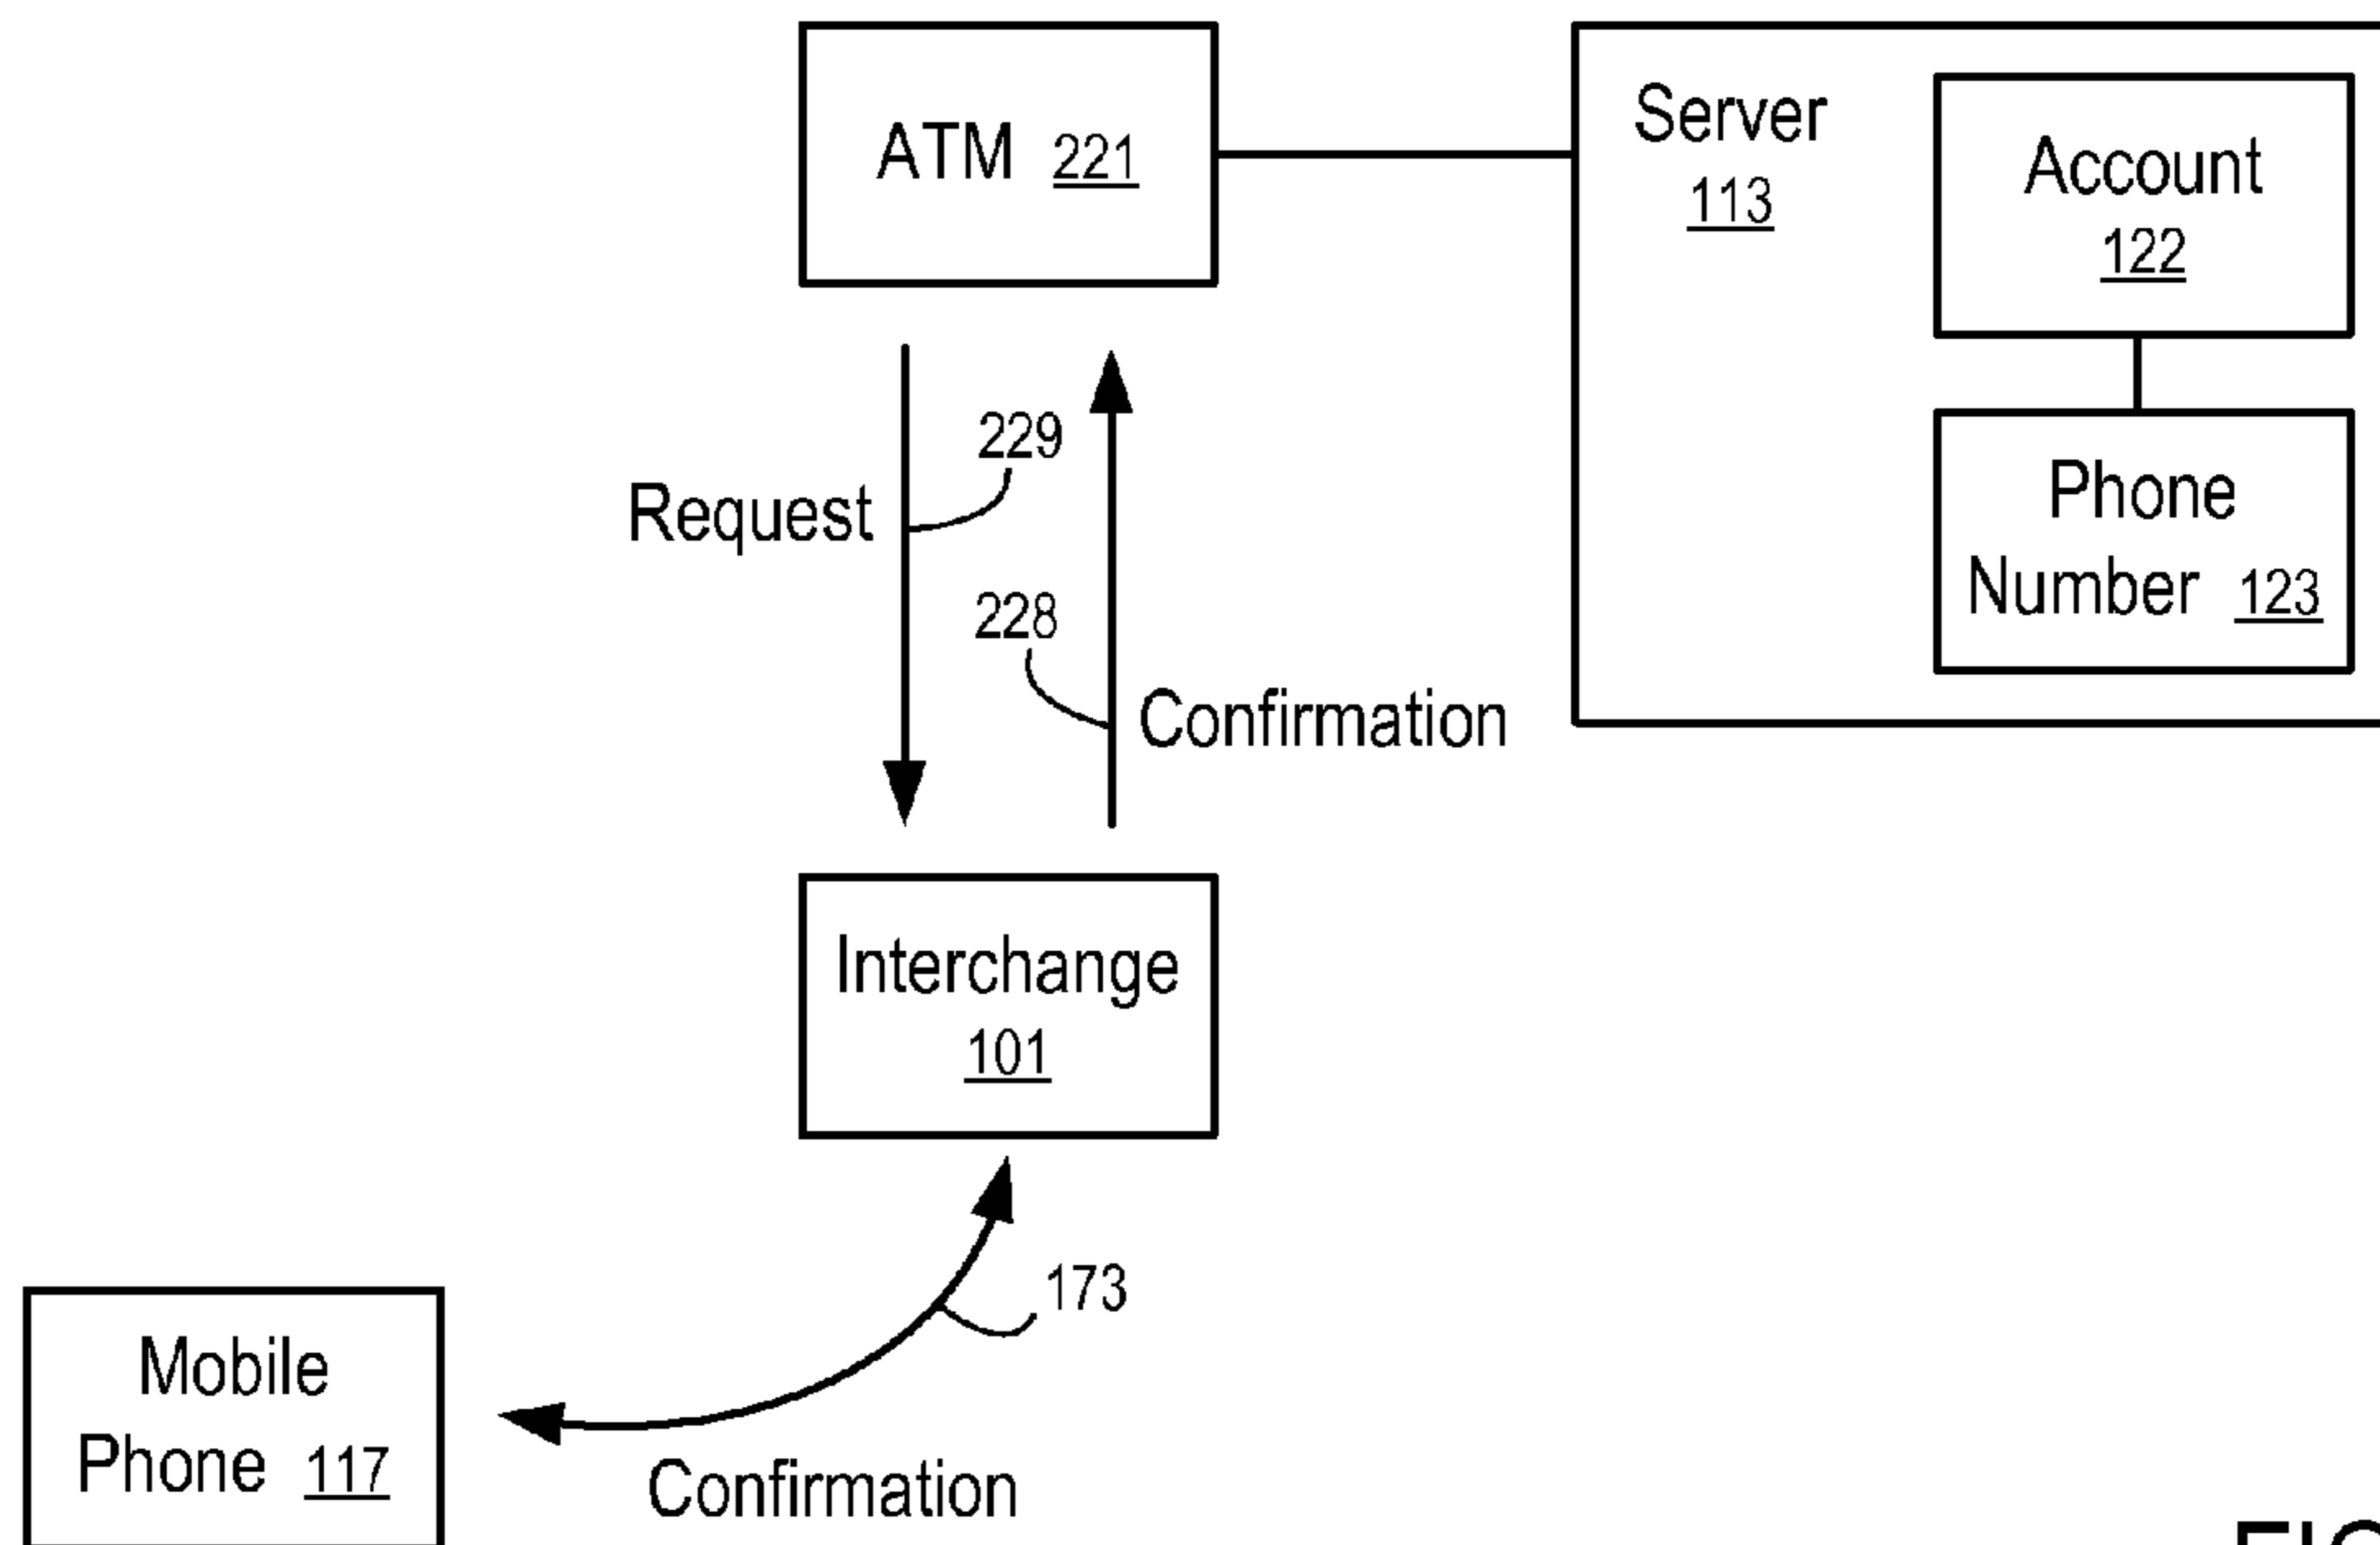 ATM 221
Server
113
Account
122
Phone
Number 123
229
Request
228
Confirmation
Interchange
101
173
Mobile
Phone 117
Confirmation